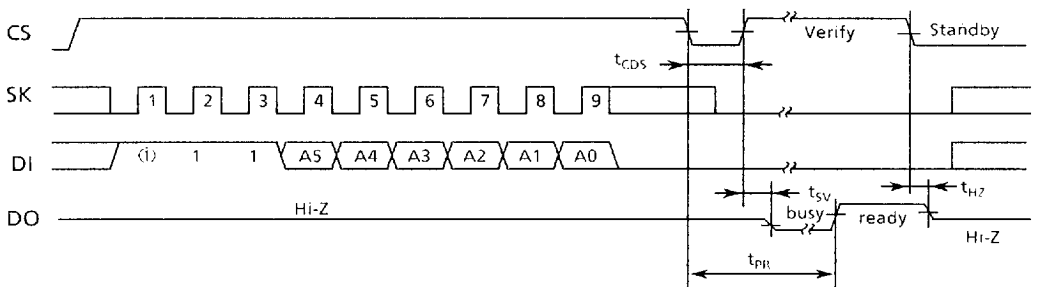 CS Verify Standby
tCDS
SK 1 2 3 4 5 6 7 8 9
DI (1) 1 1 A5 A4 A3 A2 A1 A0
tSV tHZ
DO Hi-Z busy ready Hi-Z
tPR